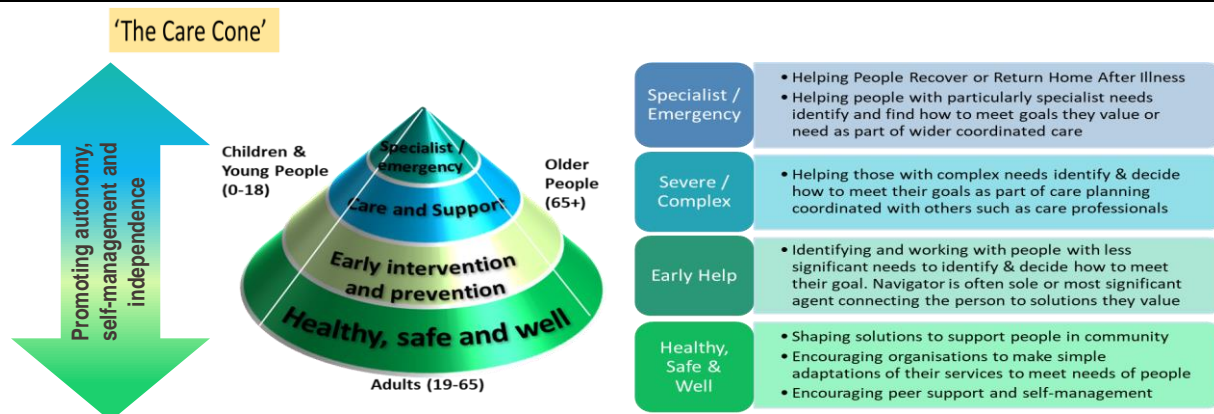 ‘The Care Cone’
Promoting autonomy,
self-management and
independence
Children &
Young People
(0-18)
Older
People
(65+)
Specialist /
emergency
Care and Support
Early intervention
and prevention
Healthy, safe and well
Adults (19-65)
Specialist /
Emergency
• Helping People Recover or Return Home After Illness
• Helping people with particularly specialist needs
identify and find how to meet goals they value or
need as part of wider coordinated care
Severe /
Complex
• Helping those with complex needs identify & decide
how to meet their goals as part of care planning
coordinated with others such as care professionals
Early Help
• Identifying and working with people with less
significant needs to identify & decide how to meet
their goal. Navigator is often sole or most significant
agent connecting the person to solutions they value
Healthy,
Safe &
Well
• Shaping solutions to support people in community
• Encouraging organisations to make simple
adaptations of their services to meet needs of people
• Encouraging peer support and self-management